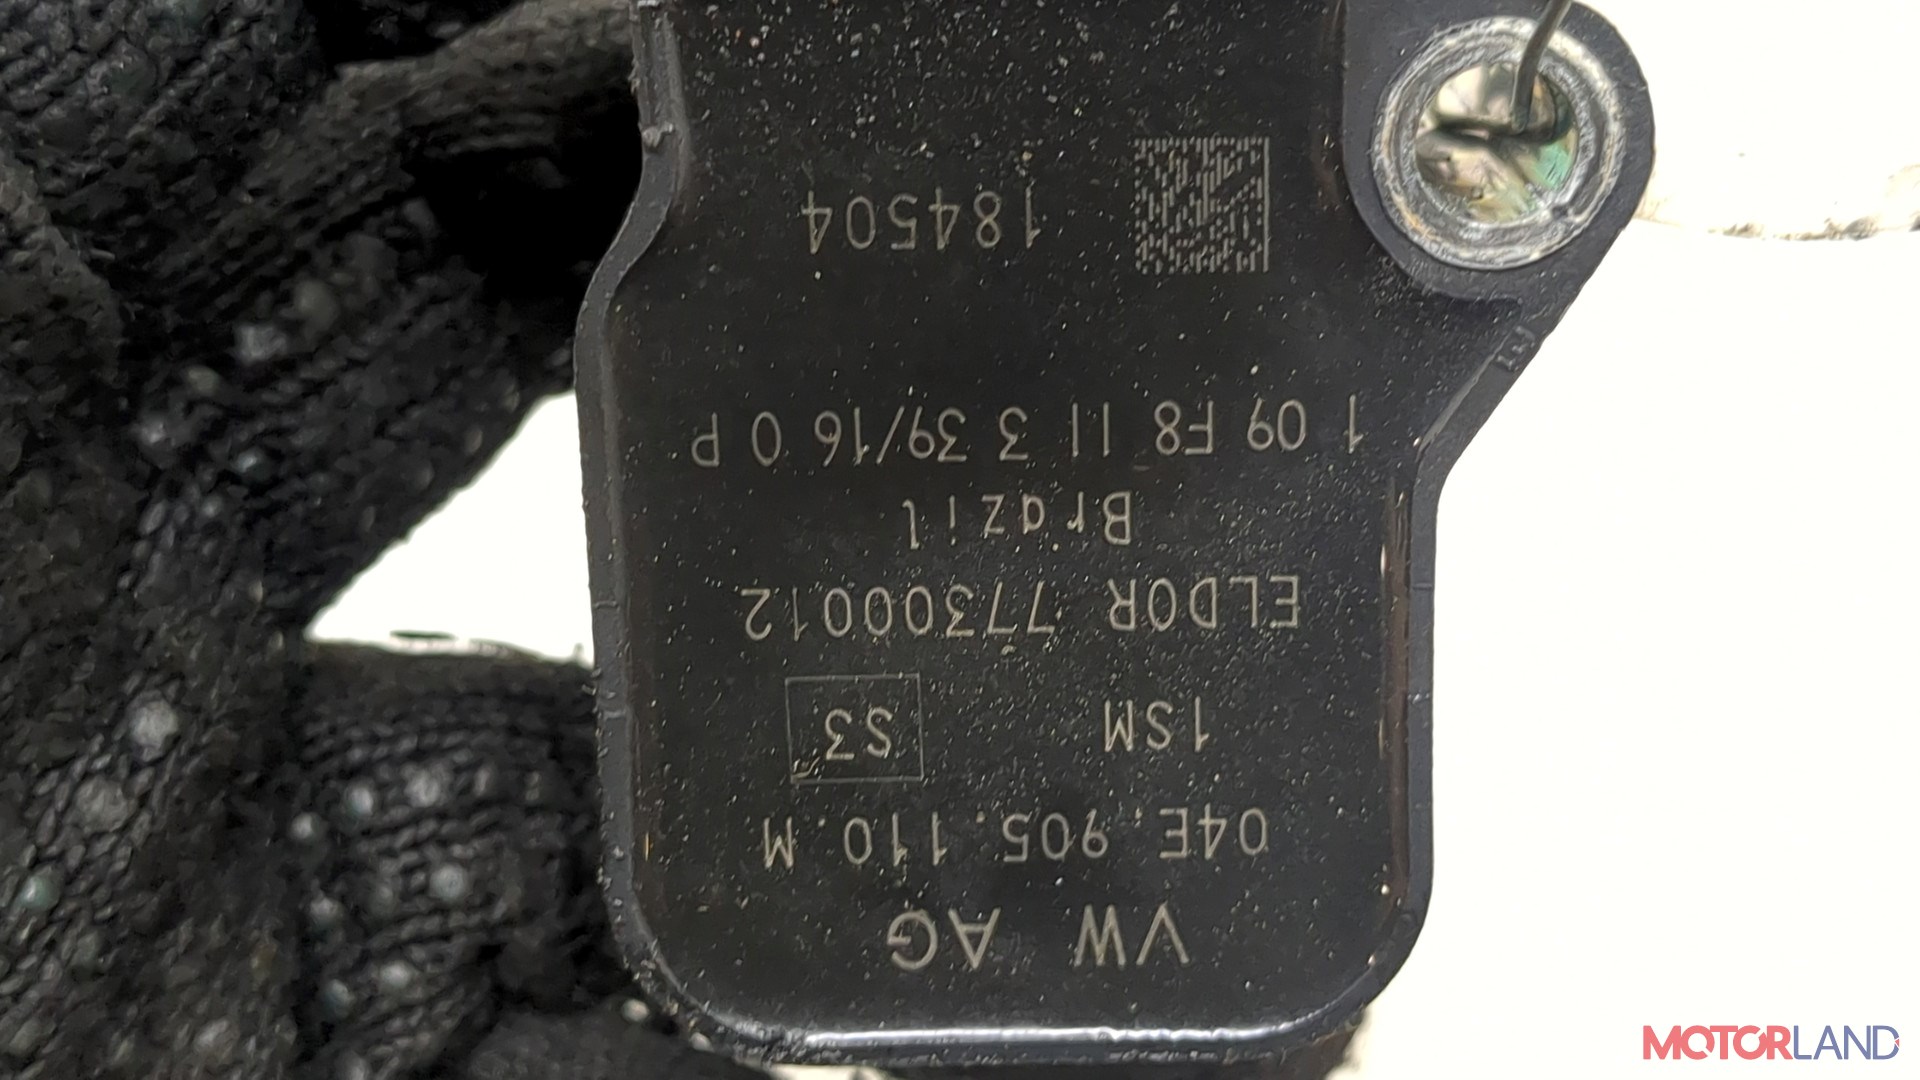 VW AG
04E.905.110.M
1SM S3
ELDOR 77300012
Brazil
1 09 F8 11 3 39/16 0 P
184504
MOTORLAND